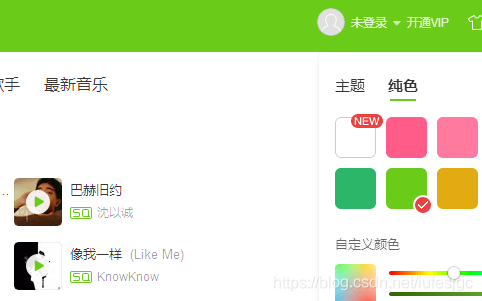 未登录 开通VIP
歌手 最新音乐
主题 纯色
NEW
巴赫旧约
SQ 沈以诚
像我一样 (Like Me)
SQ KnowKnow
自定义颜色
https://blog.csdn.net/iufesjgc